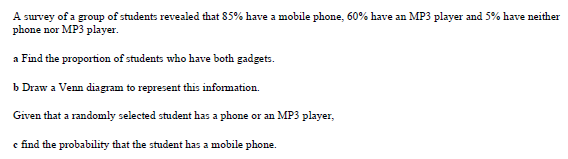 A survey of a group of students revealed that 85% have a mobile phone, 60% have an MP3 player and 5% have neither
phone nor MP3 player.
a Find the proportion of students who have both gadgets.
b Draw a Venn diagram to represent this information.
Given that a randomly selected student has a phone or an MP3 player,
c find the probability that the student has a mobile phone.